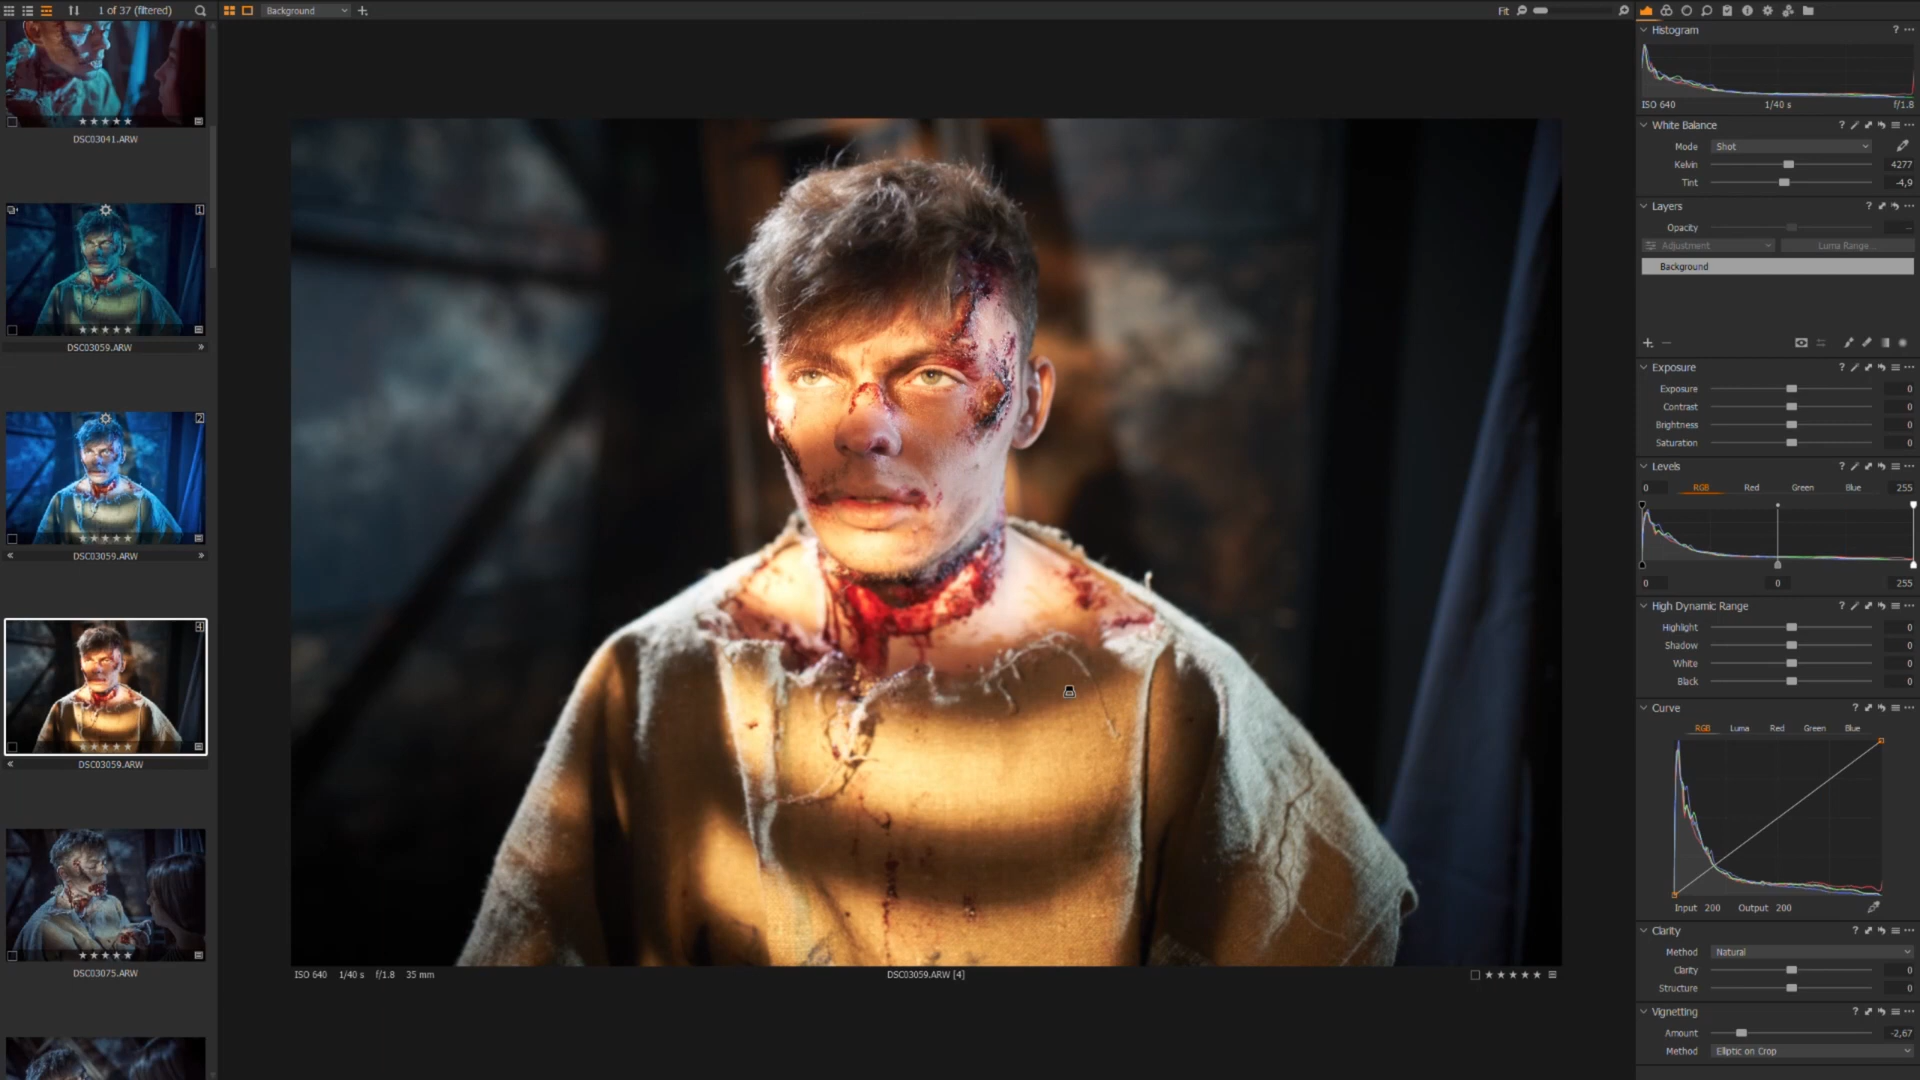 1 of 37 (filtered)
Background
Fit
DSC03041.ARW
DSC03059.ARW
DSC03059.ARW
DSC03059.ARW
DSC03075.ARW
1
2
4
ISO 640 1/40 s f/1.8 35 mm
DSC03059.ARW [4]
Histogram
ISO 640 1/40 s f/1.8
White Balance
Mode Shot
Kelvin 4277
Tint -4,9
Layers
Opacity
Adjustment Luma Range...
Background
Exposure
Exposure 0
Contrast 0
Brightness 0
Saturation 0
Levels
0 RGB Red Green Blue 255
0 0 255
High Dynamic Range
Highlight 0
Shadow 0
White 0
Black 0
Curve
RGB Luma Red Green Blue
Input 200 Output 200
Clarity
Method Natural
Clarity 0
Structure 0
Vignetting
Amount -2,67
Method Elliptic on Crop